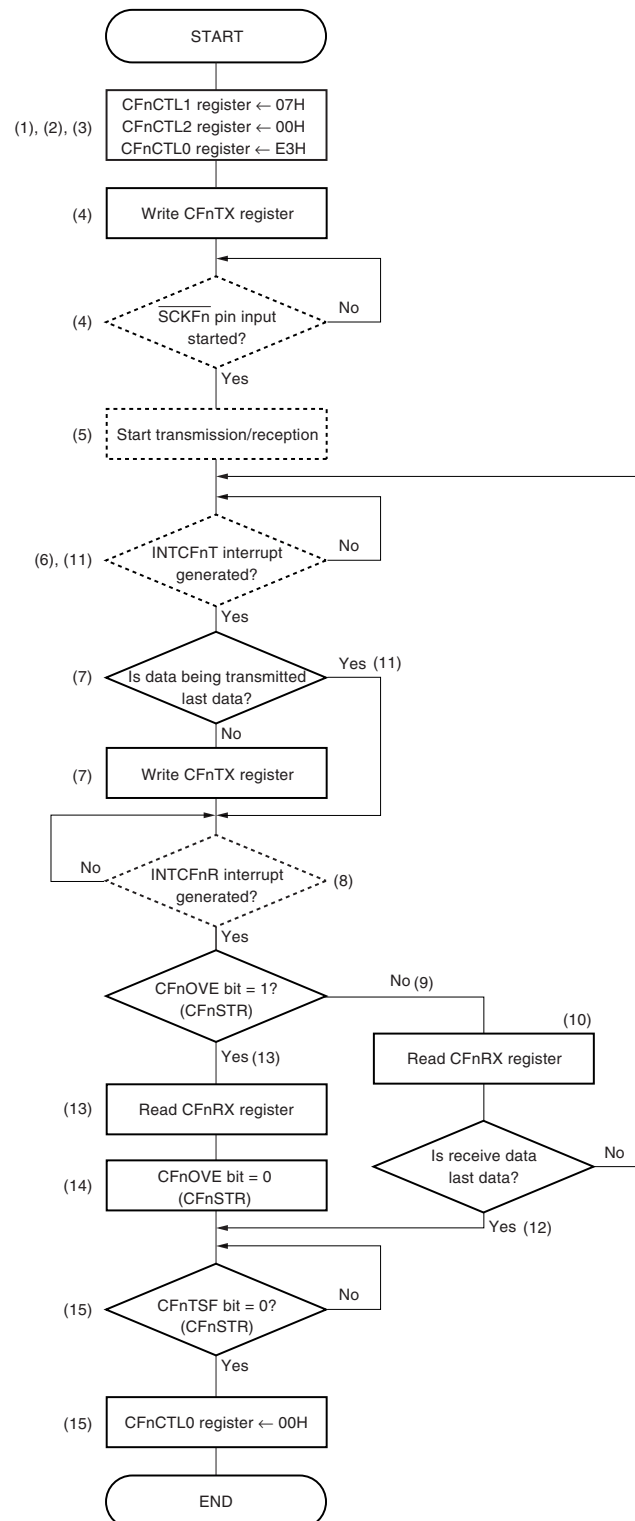 START
(1), (2), (3)
CFnCTL1 register ← 07H
CFnCTL2 register ← 00H
CFnCTL0 register ← E3H
(4)
Write CFnTX register
(4)
SCKFn pin input
started?
No
Yes
(5)
Start transmission/reception
(6), (11)
INTCFnT interrupt
generated?
No
Yes
(7)
Is data being transmitted
last data?
Yes (11)
No
(7)
Write CFnTX register
No
INTCFnR interrupt
generated?
(8)
Yes
CFnOVE bit = 1?
(CFnSTR)
No (9)
(10)
Read CFnRX register
Yes (13)
(13)
Read CFnRX register
Is receive data
last data?
No
(14)
CFnOVE bit = 0
(CFnSTR)
Yes (12)
(15)
CFnTSF bit = 0?
(CFnSTR)
No
Yes
(15)
CFnCTL0 register ← 00H
END